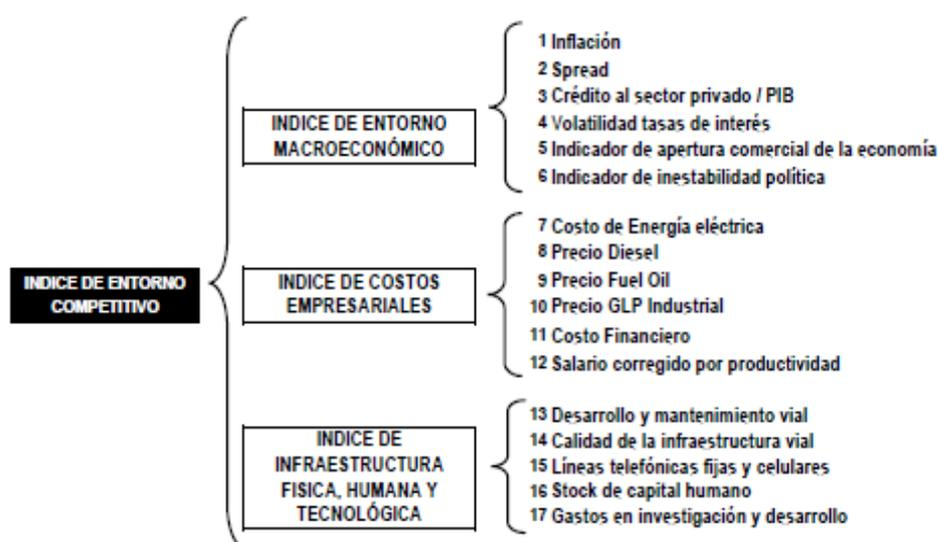 INDICE DE ENTORNO
COMPETITIVO
INDICE DE ENTORNO
MACROECONÓMICO
1 Inflación
2 Spread
3 Crédito al sector privado / PIB
4 Volatilidad tasas de interés
5 Indicador de apertura comercial de la economía
6 Indicador de inestabilidad política
INDICE DE COSTOS
EMPRESARIALES
7 Costo de Energía eléctrica
8 Precio Diesel
9 Precio Fuel Oil
10 Precio GLP Industrial
11 Costo Financiero
12 Salario corregido por productividad
INDICE DE
INFRAESTRUCTURA
FISICA, HUMANA Y
TECNOLÓGICA
13 Desarrollo y mantenimiento vial
14 Calidad de la infraestructura vial
15 Líneas telefónicas fijas y celulares
16 Stock de capital humano
17 Gastos en investigación y desarrollo